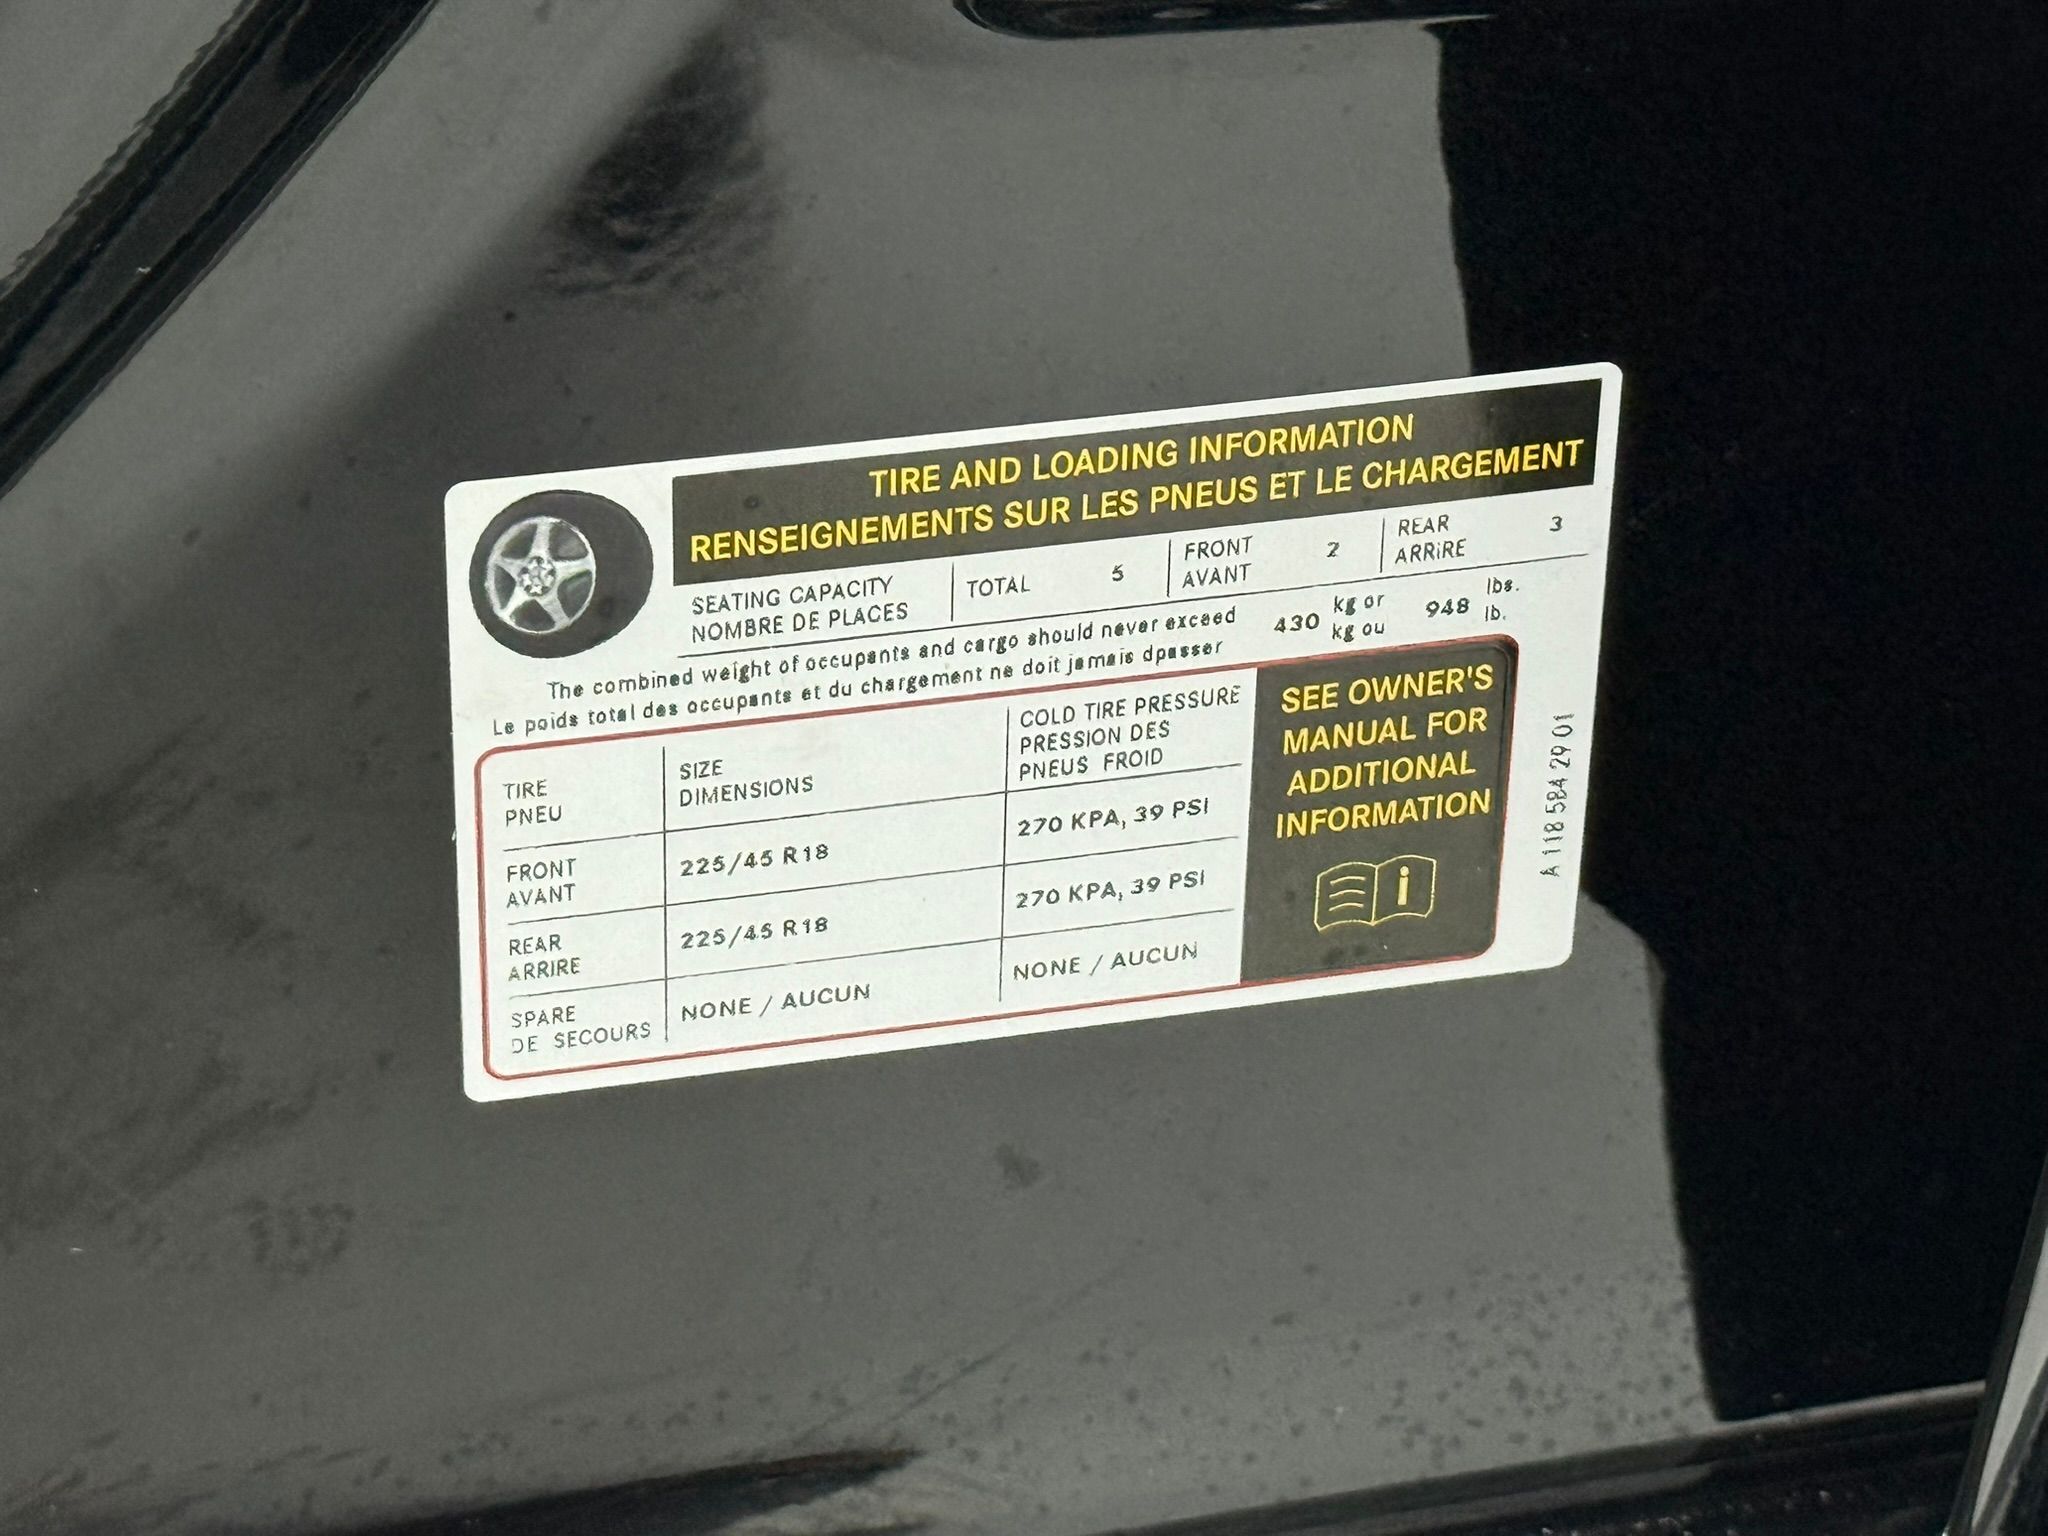 TIRE AND LOADING INFORMATION
RENSEIGNEMENTS SUR LES PNEUS ET LE CHARGEMENT
SEATING CAPACITY
NOMBRE DE PLACES
TOTAL 5
FRONT
AVANT
2
REAR
ARRIRE
3
The combined weight of occupants and cargo should never exceed
Le poids total des occupants et du chargement ne doit jamais dpasser
430
kg or
kg ou
948
lbs.
lb.
TIRE
PNEU
SIZE
DIMENSIONS
COLD TIRE PRESSURE
PRESSION DES
PNEUS FROID
FRONT
AVANT
225/45 R18
270 KPA, 39 PSI
REAR
ARRIRE
225/45 R18
270 KPA, 39 PSI
SPARE
DE SECOURS
NONE / AUCUN
NONE / AUCUN
SEE OWNER'S
MANUAL FOR
ADDITIONAL
INFORMATION
i
A 118 584 29 01